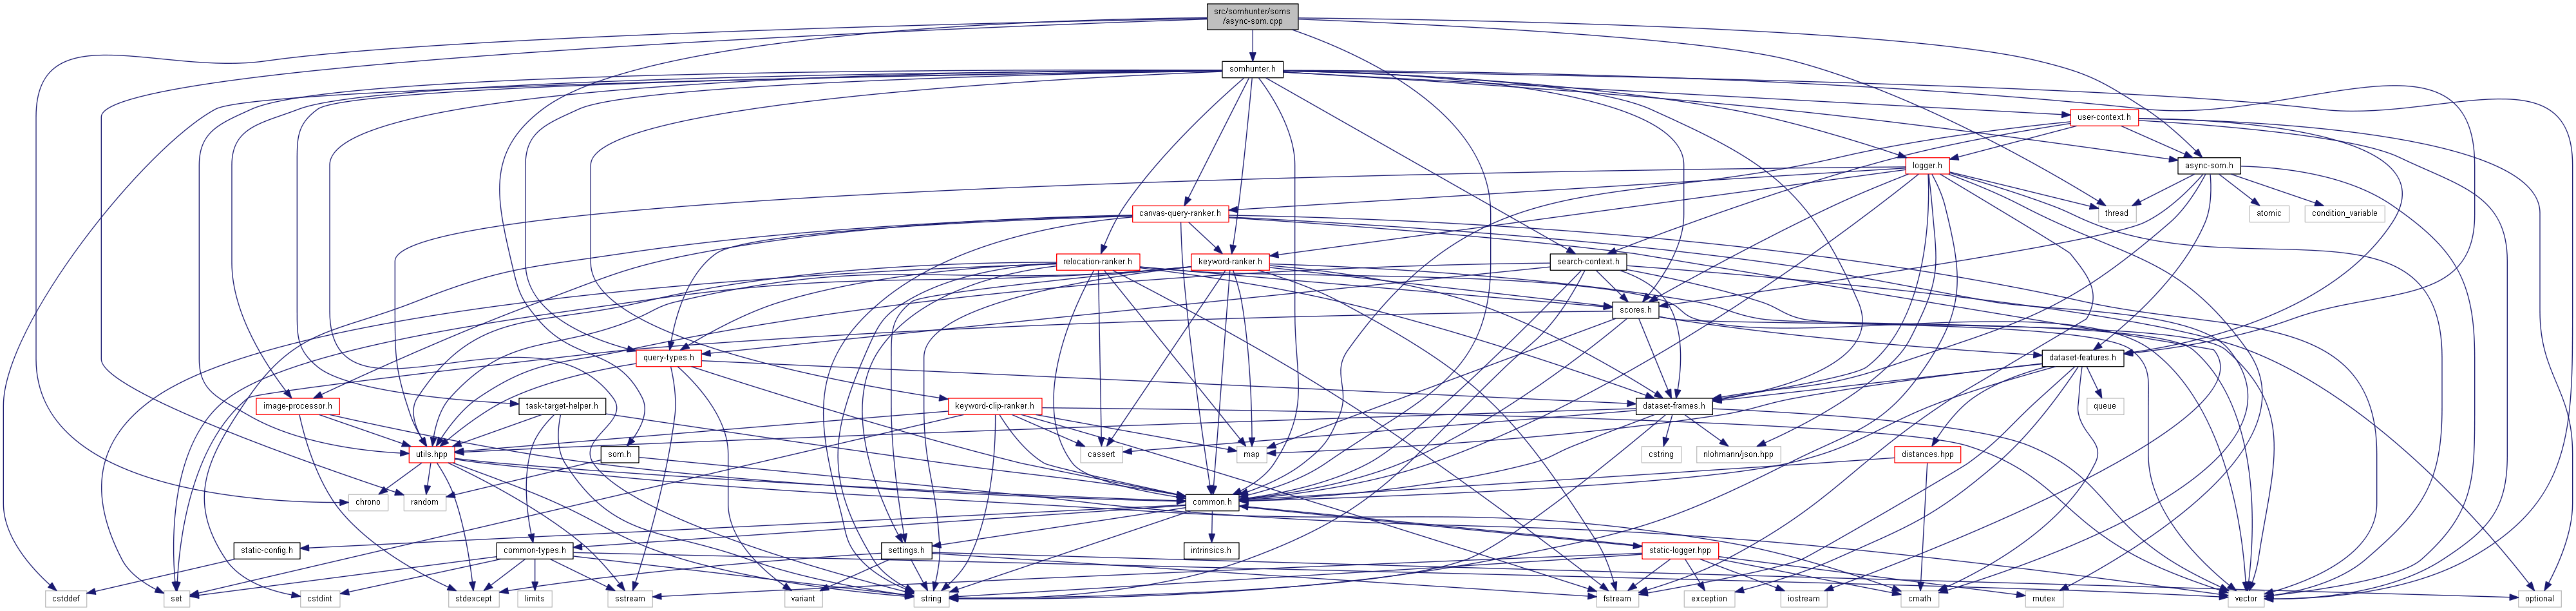 src/somhunter/soms
/async-som.cpp
somhunter.h
user-context.h
logger.h
async-som.h
canvas-query-ranker.h
thread
atomic
condition_variable
relocation-ranker.h
keyword-ranker.h
search-context.h
scores.h
query-types.h
dataset-features.h
image-processor.h
task-target-helper.h
keyword-clip-ranker.h
dataset-frames.h
queue
utils.hpp
som.h
cassert
map
cstring
nlohmann/json.hpp
distances.hpp
chrono
random
common.h
static-config.h
common-types.h
settings.h
intrinsics.h
static-logger.hpp
cstddef
set
cstdint
stdexcept
limits
sstream
variant
string
fstream
exception
iostream
cmath
mutex
vector
optional